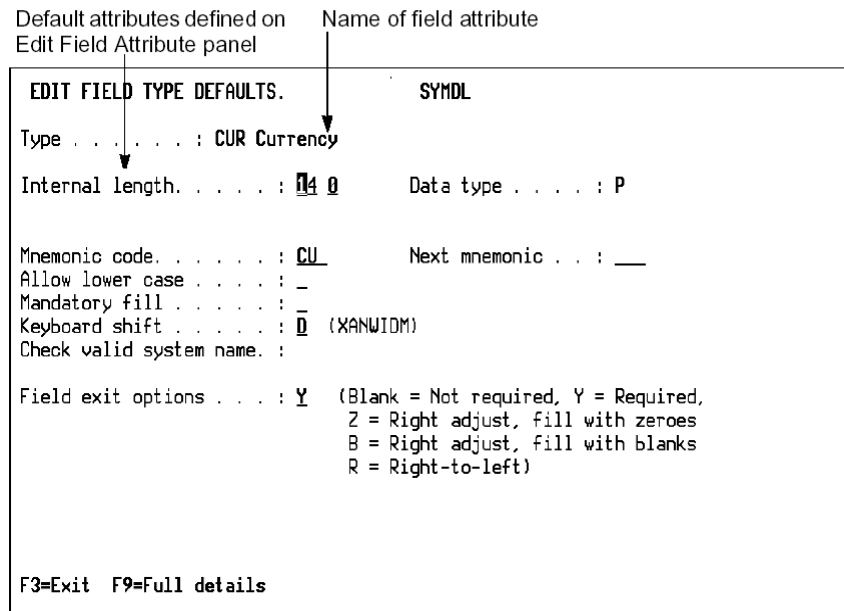 Default attributes defined on Edit Field Attribute panel
Name of field attribute
EDIT FIELD TYPE DEFAULTS. SYMDL
Type . . . . . . : CUR Currency
Internal length. . . . . : 14 0 Data type . . . . : P
Mnemonic code. . . . . . : CU Next mnemonic . . : ___
Allow lower case . . . . : _
Mandatory fill . . . . . : _
Keyboard shift . . . . . : D (XANWIDM)
Check valid system name. :
Field exit options . . . : Y (Blank = Not required, Y = Required,
Z = Right adjust, fill with zeroes
B = Right adjust, fill with blanks
R = Right-to-left)
F3=Exit F9=Full details